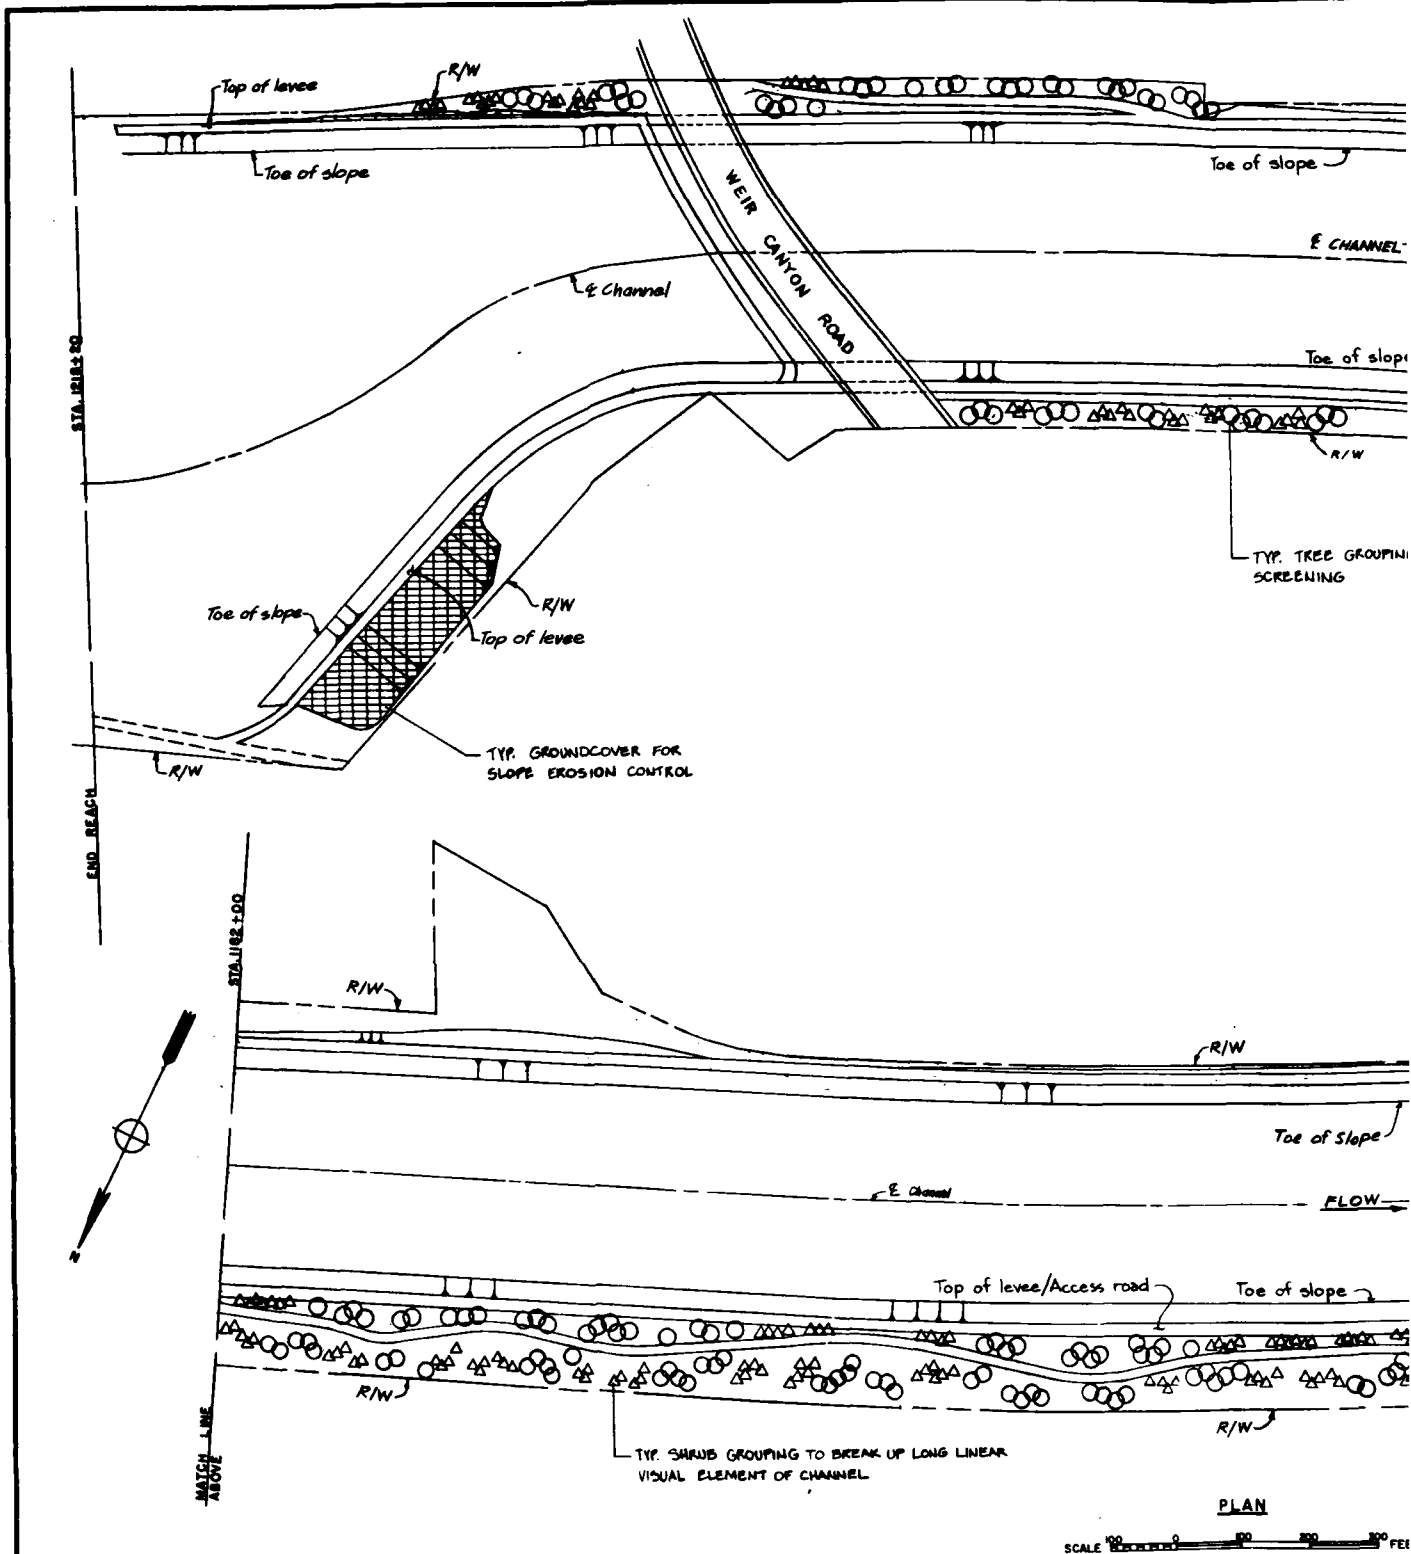 Top of levee
R/W
Toe of slope
Toe of slope
WEIR CANYON ROAD
℄ CHANNEL
℄ Channel
STA. 1218+20
Toe of slope
R/W
TYP. TREE GROUPIN
SCREENING
Toe of slope
R/W
Top of levee
TYP. GROUNDCOVER FOR
SLOPE EROSION CONTROL
R/W
END REACH
STA. 1182+00
R/W
R/W
Toe of Slope
N
℄ Channel
FLOW
Top of levee/Access road
Toe of slope
R/W
R/W
TYP. SHRUB GROUPING TO BREAK UP LONG LINEAR
VISUAL ELEMENT OF CHANNEL
MATCH LINE
ABOVE
PLAN
SCALE 100 0 100 200 300 FEE